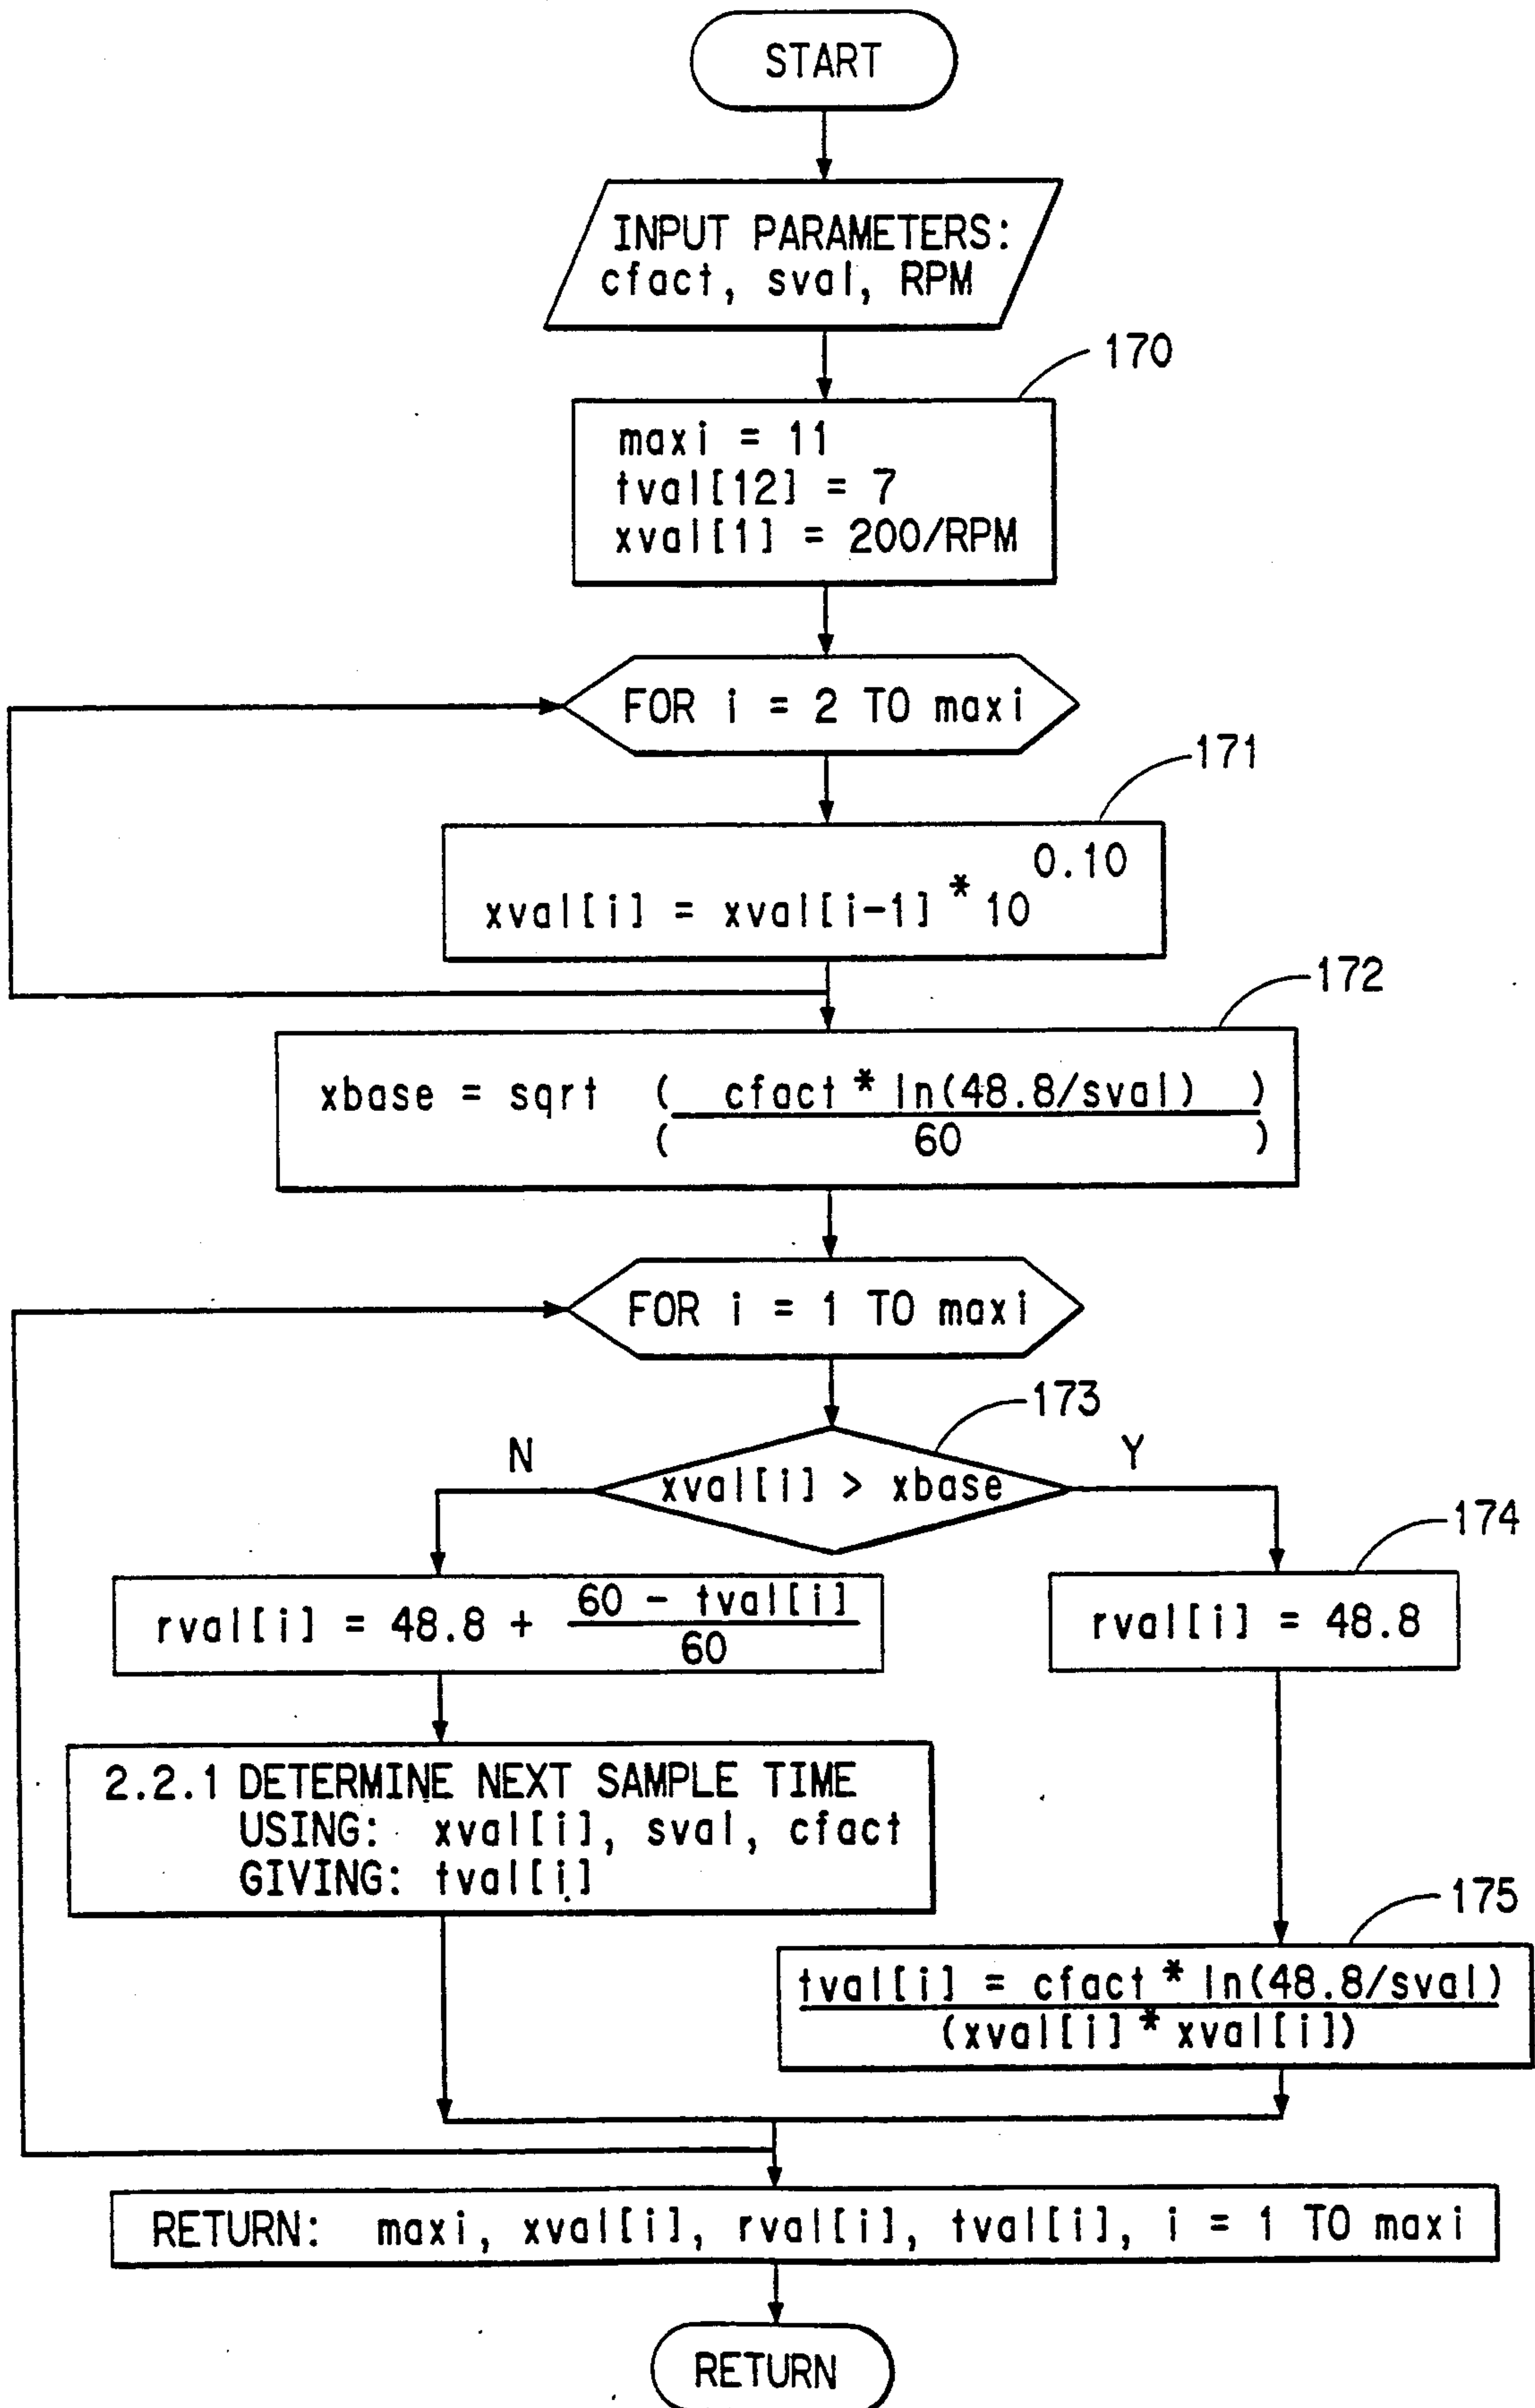 START
INPUT PARAMETERS:
cfact, sval, RPM
170
maxi = 11
tval[12] = 7
xval[1] = 200/RPM
FOR i = 2 TO maxi
171
0.10
xval[i] = xval[i-1] * 10
172
xbase = sqrt ( cfact * ln(48.8/sval) )
( 60 )
FOR i = 1 TO maxi
173
N
Y
xval[i] > xbase
174
rval[i] = 48.8 + 60 - tval[i]
60
rval[i] = 48.8
2.2.1 DETERMINE NEXT SAMPLE TIME
USING: xval[i], sval, cfact
GIVING: tval[i]
175
tval[i] = cfact * ln(48.8/sval)
(xval[i] * xval[i])
RETURN: maxi, xval[i], rval[i], tval[i], i = 1 TO maxi
RETURN